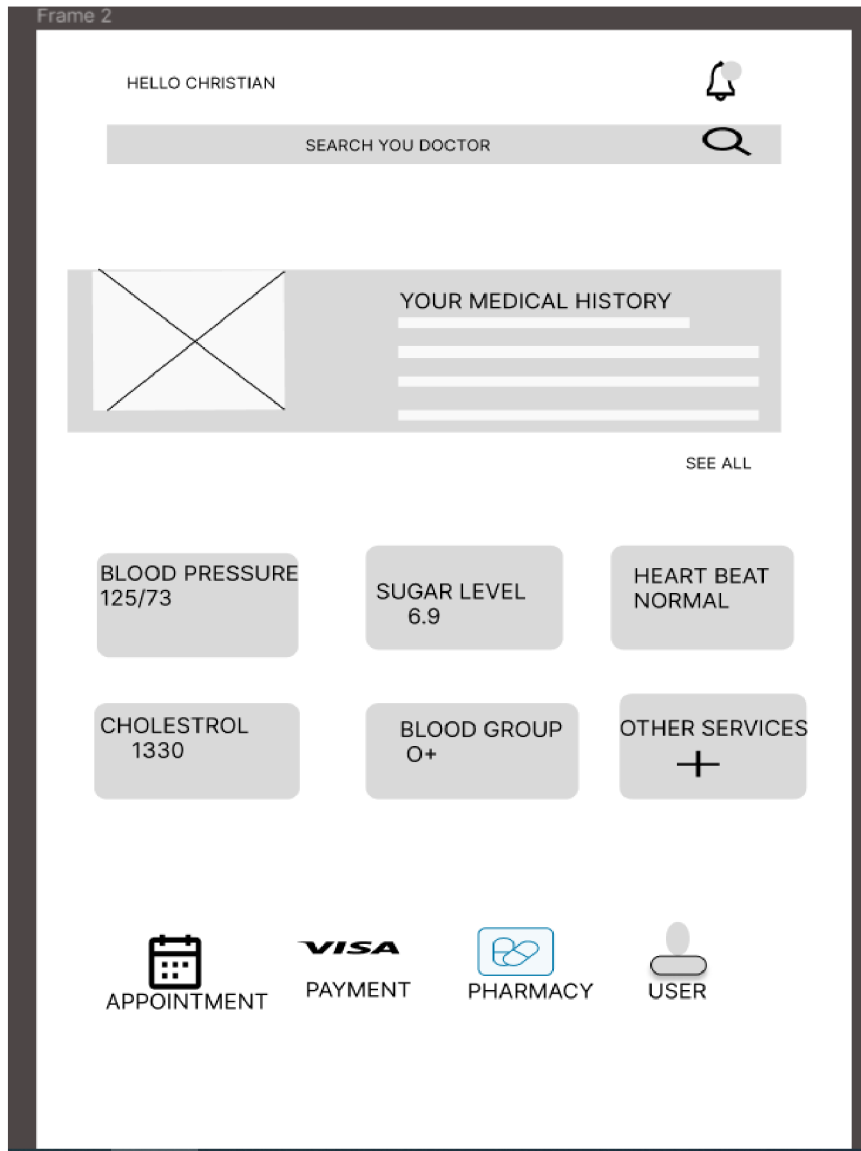 Frame 2
HELLO CHRISTIAN
SEARCH YOU DOCTOR
YOUR MEDICAL HISTORY
SEE ALL
BLOOD PRESSURE
125/73
SUGAR LEVEL
6.9
HEART BEAT
NORMAL
CHOLESTROL
1330
BLOOD GROUP
O+
OTHER SERVICES
VISA
APPOINTMENT
PAYMENT
PHARMACY
USER